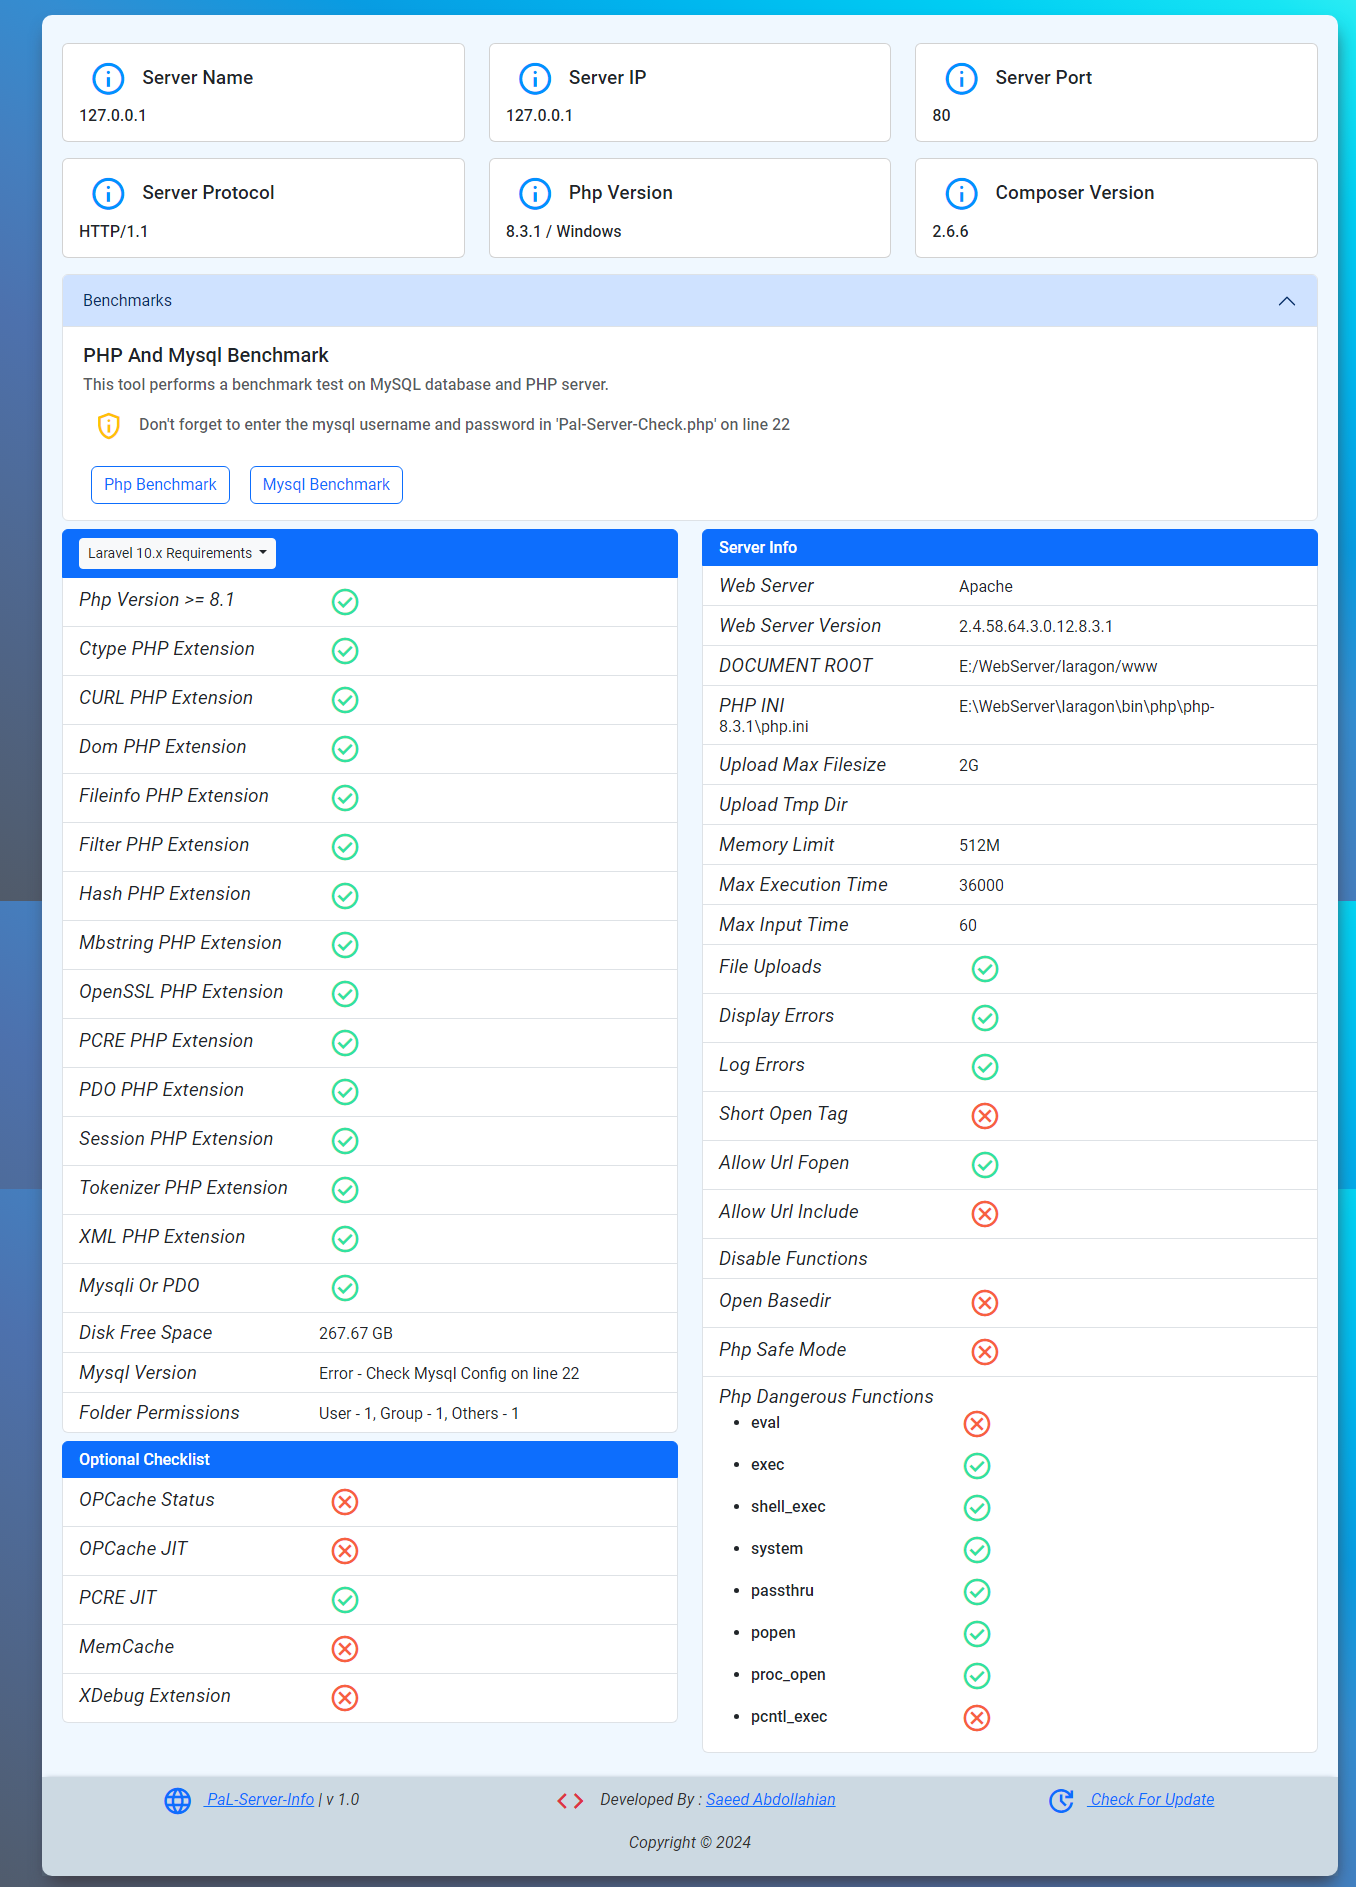 Server Name
127.0.0.1
Server IP
127.0.0.1
Server Port
80
Server Protocol
HTTP/1.1
Php Version
8.3.1 / Windows
Composer Version
2.6.6
Benchmarks
PHP And Mysql Benchmark
This tool performs a benchmark test on MySQL database and PHP server.
Don't forget to enter the mysql username and password in 'Pal-Server-Check.php' on line 22
Php Benchmark
Mysql Benchmark
Laravel 10.x Requirements
Php Version >= 8.1
Ctype PHP Extension
CURL PHP Extension
Dom PHP Extension
Fileinfo PHP Extension
Filter PHP Extension
Hash PHP Extension
Mbstring PHP Extension
OpenSSL PHP Extension
PCRE PHP Extension
PDO PHP Extension
Session PHP Extension
Tokenizer PHP Extension
XML PHP Extension
Mysqli Or PDO
Disk Free Space 267.67 GB
Mysql Version Error - Check Mysql Config on line 22
Folder Permissions User - 1, Group - 1, Others - 1
Optional Checklist
OPCache Status
OPCache JIT
PCRE JIT
MemCache
XDebug Extension
Server Info
Web Server Apache
Web Server Version 2.4.58.64.3.0.12.8.3.1
DOCUMENT ROOT E:/WebServer/laragon/www
PHP INI E:\WebServer\laragon\bin\php\php-
8.3.1\php.ini
Upload Max Filesize 2G
Upload Tmp Dir
Memory Limit 512M
Max Execution Time 36000
Max Input Time 60
File Uploads
Display Errors
Log Errors
Short Open Tag
Allow Url Fopen
Allow Url Include
Disable Functions
Open Basedir
Php Safe Mode
Php Dangerous Functions
• eval
• exec
• shell_exec
• system
• passthru
• popen
• proc_open
• pcntl_exec
PaL-Server-Info | v 1.0
Developed By : Saeed Abdollahian
Check For Update
Copyright © 2024